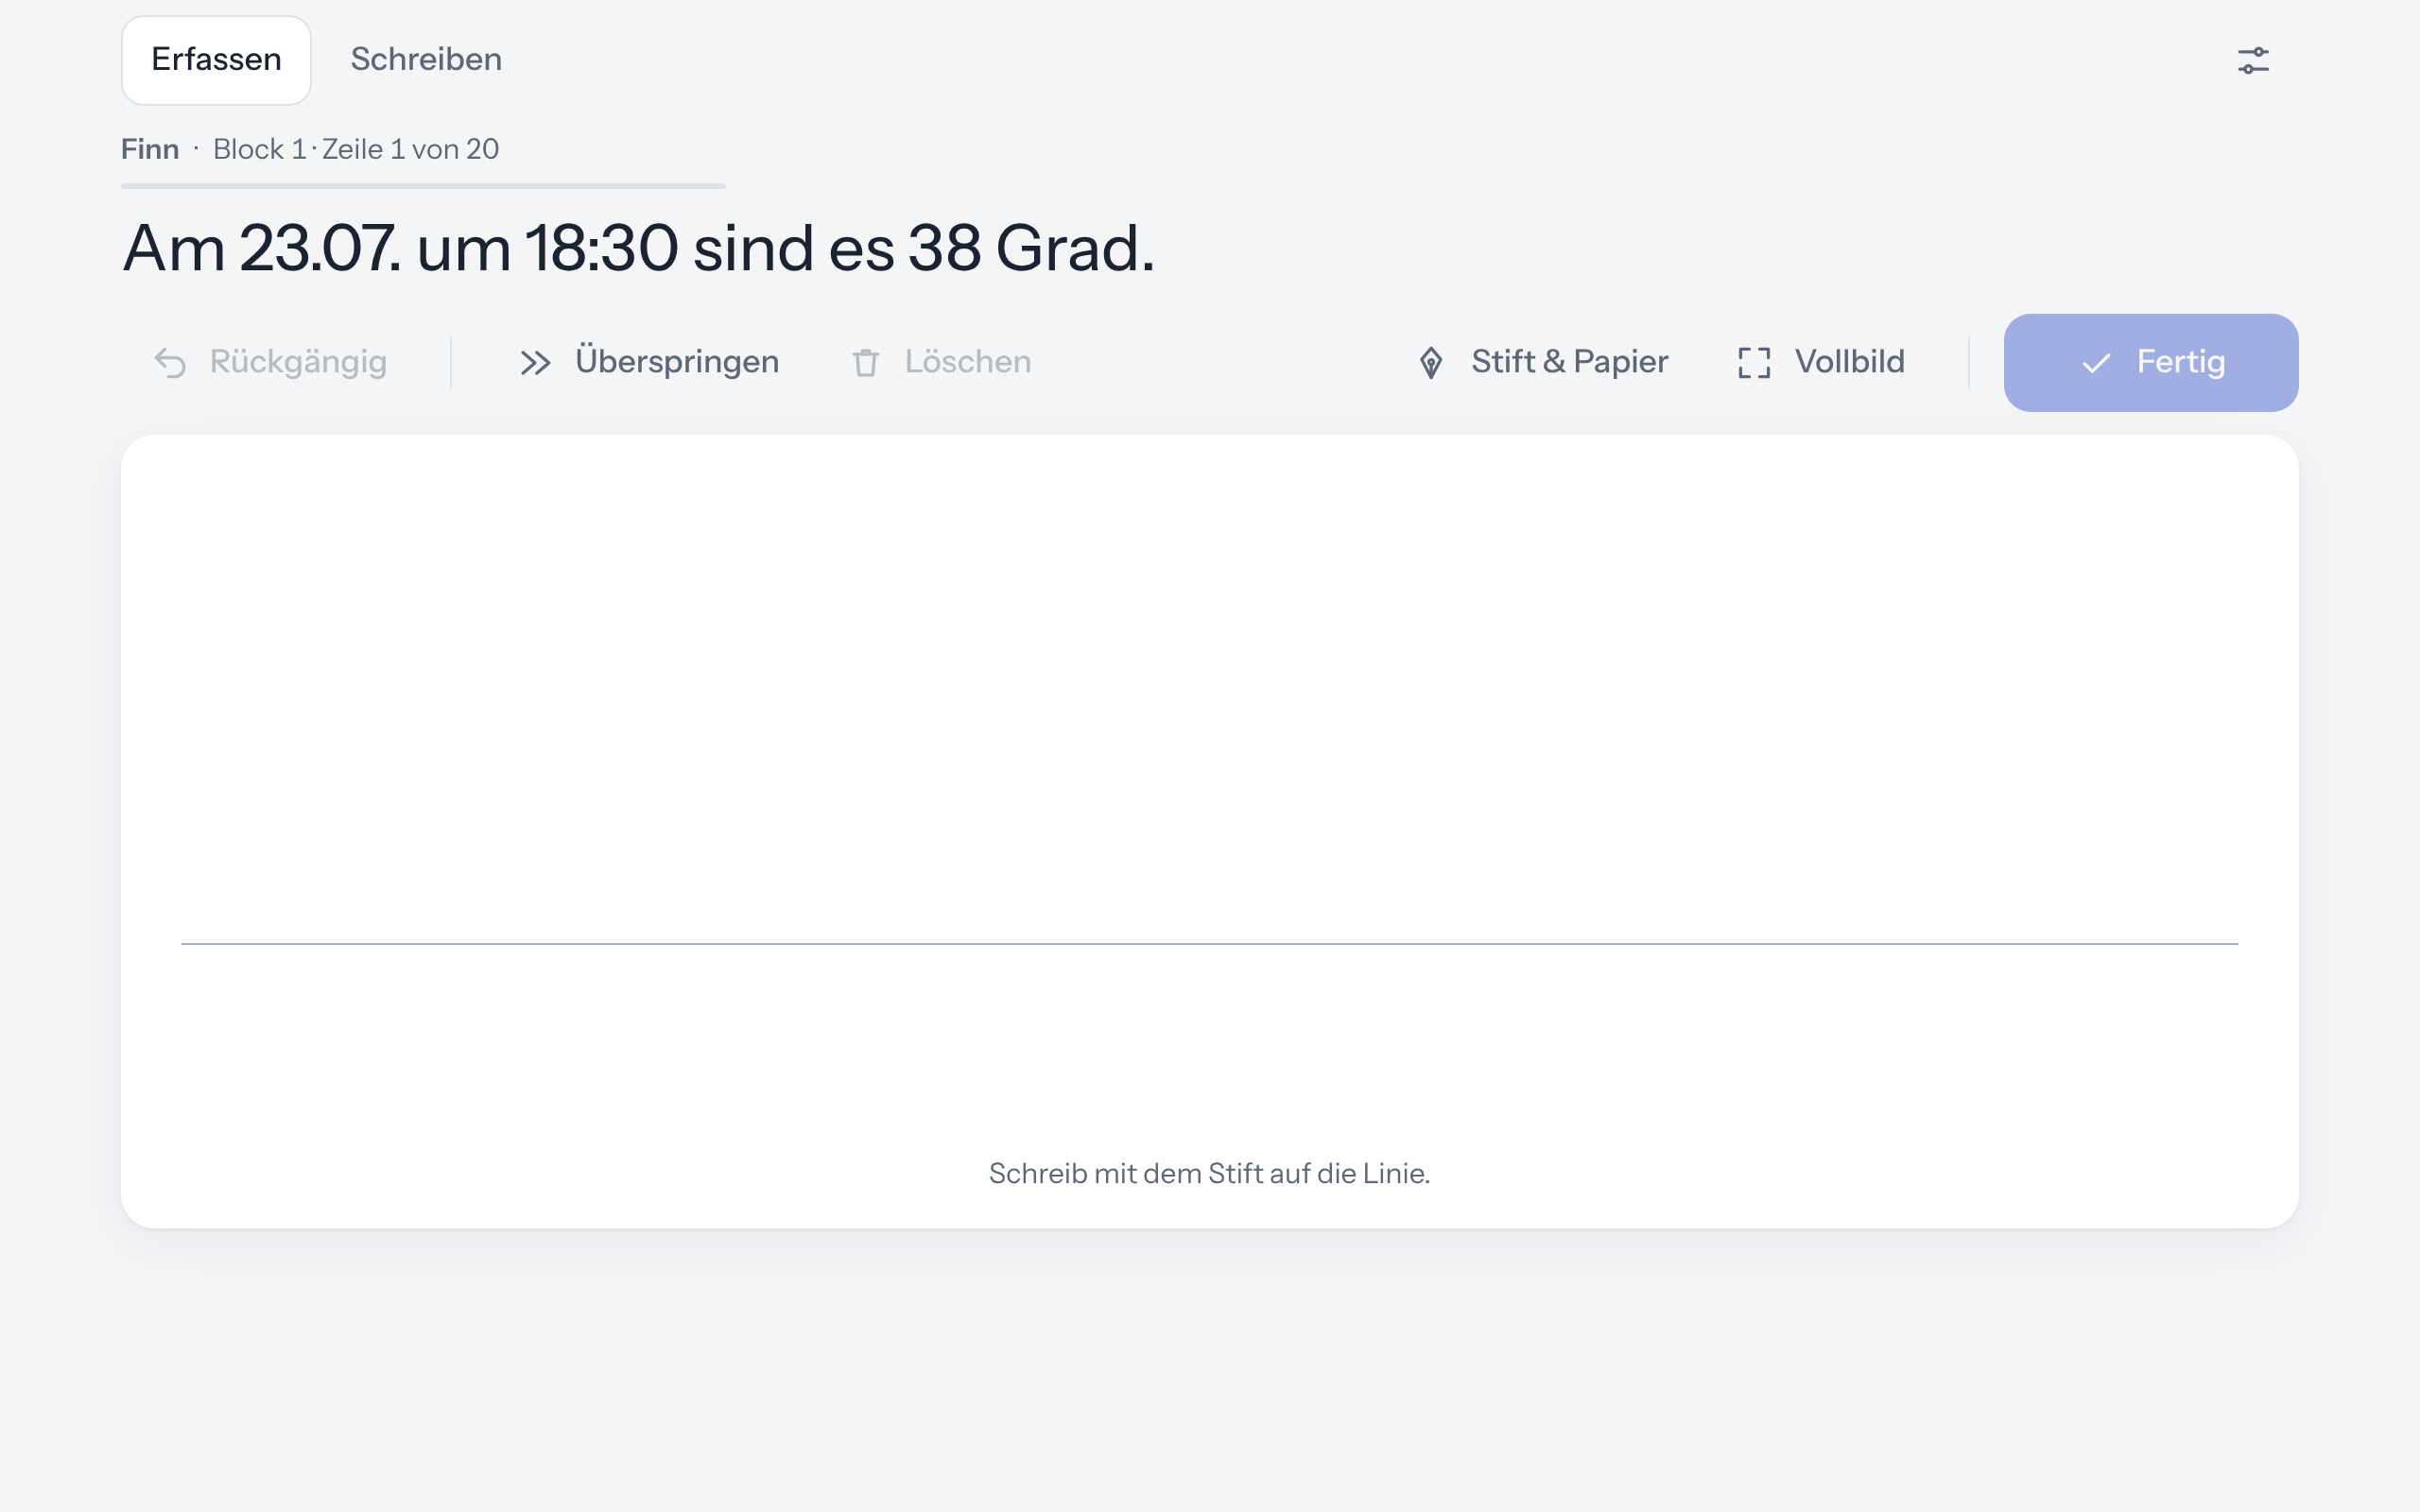 Erfassen Schreiben
Finn · Block 1 · Zeile 1 von 20
Am 23.07. um 18:30 sind es 38 Grad.
Rückgängig Überspringen Löschen Stift & Papier Vollbild Fertig
Schreib mit dem Stift auf die Linie.